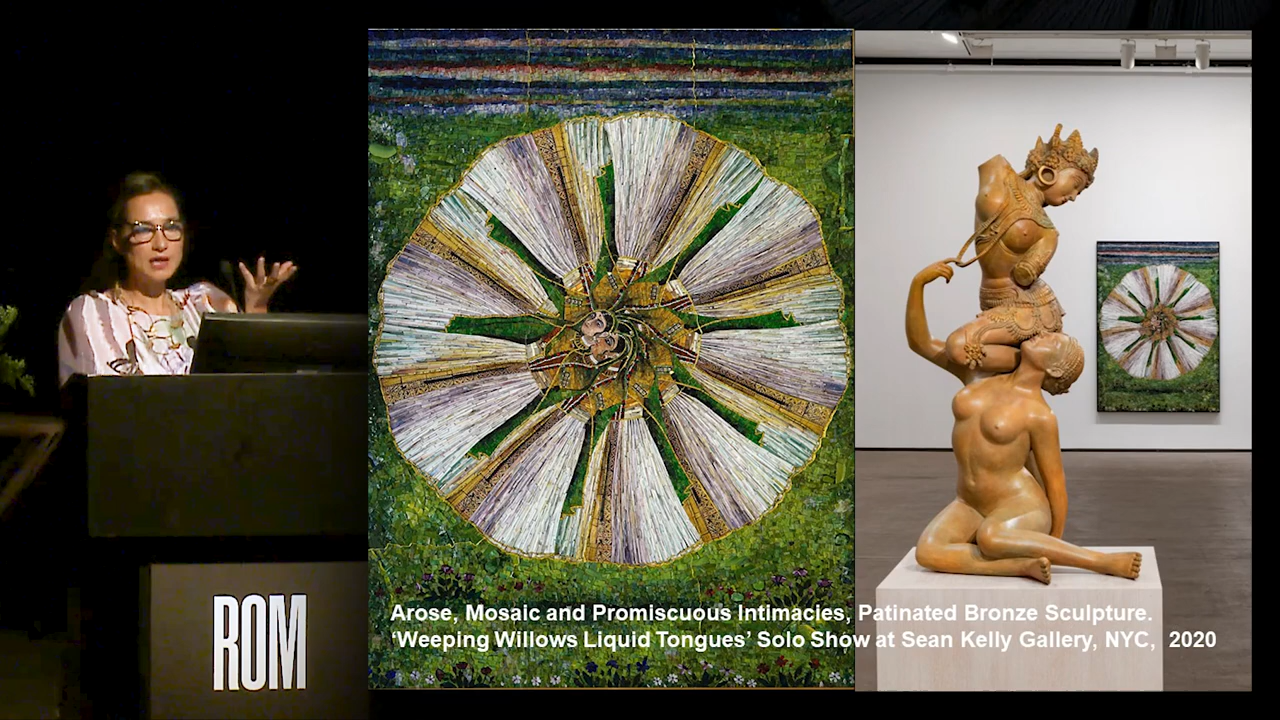 ROM
Arose, Mosaic and Promiscuous Intimacies, Patinated Bronze Sculpture.
‘Weeping Willows Liquid Tongues’ Solo Show at Sean Kelly Gallery, NYC,  2020